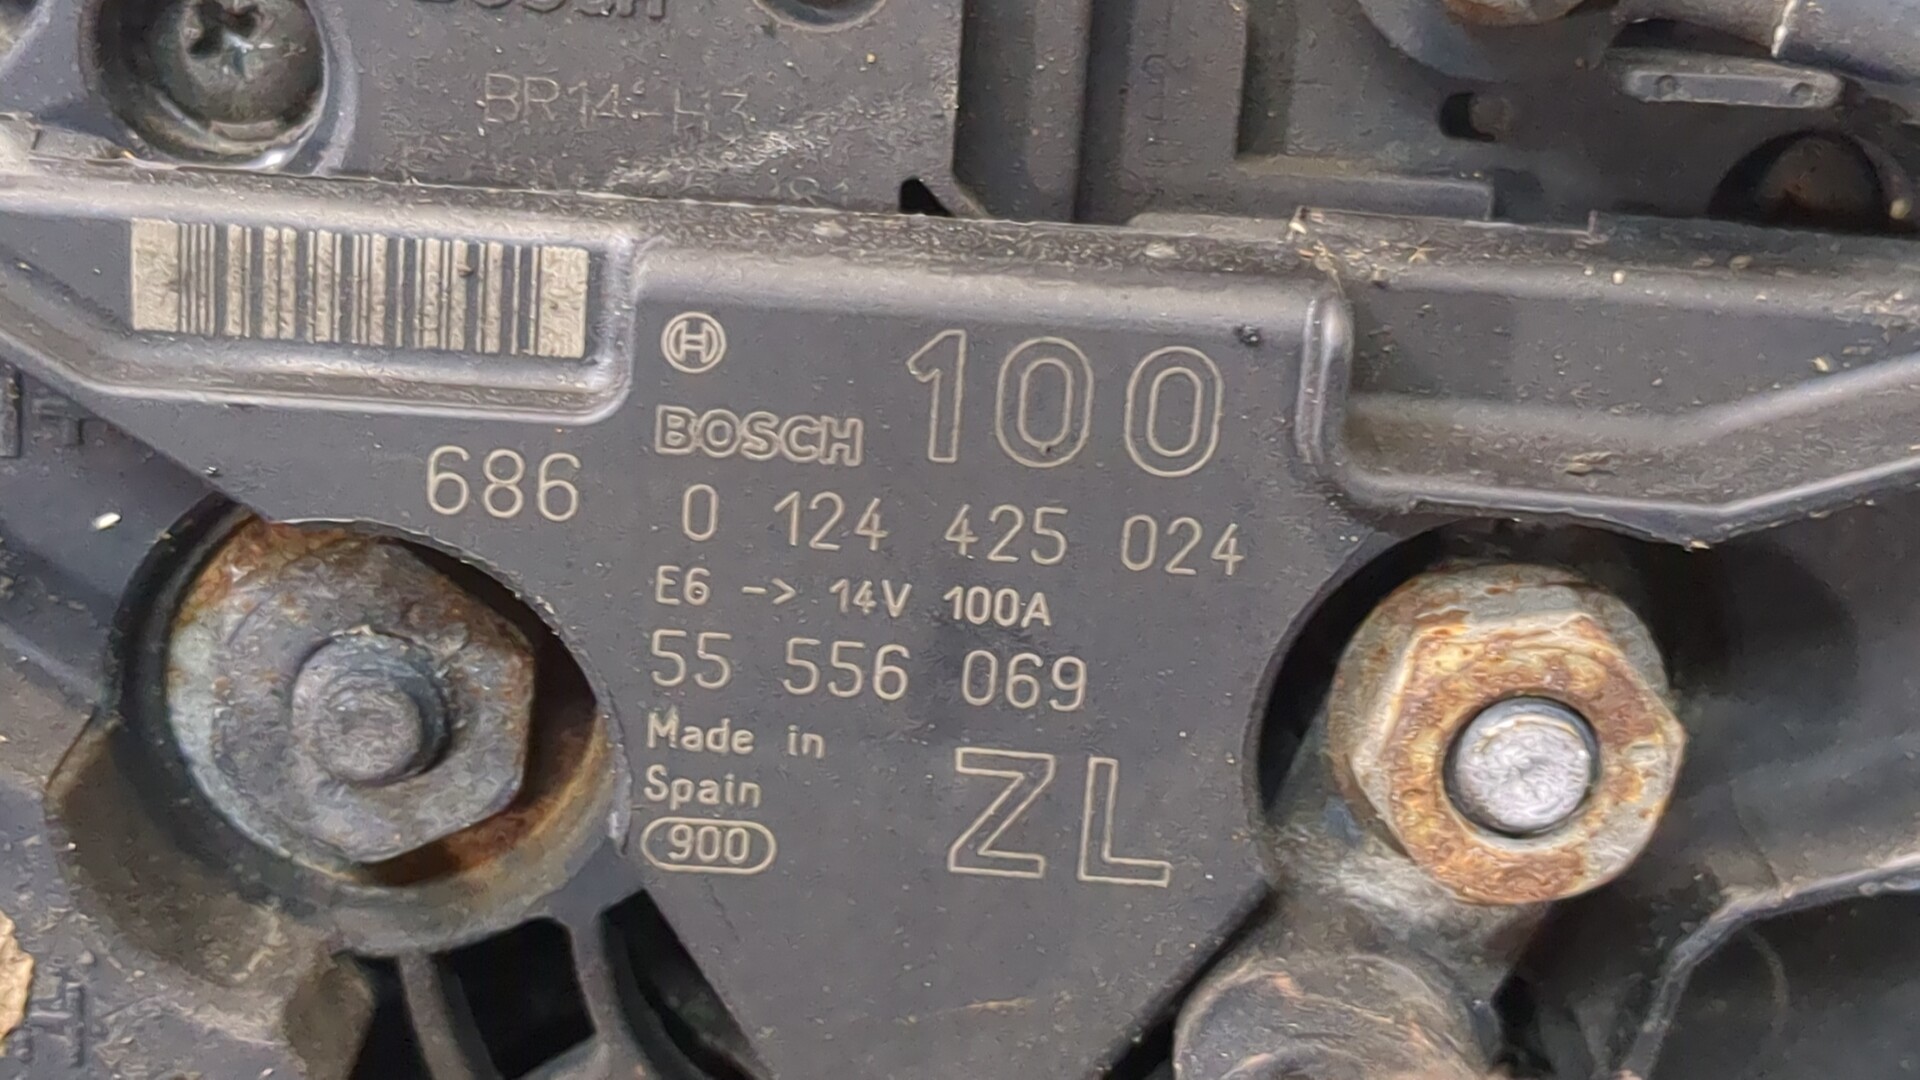 BOSCH
BR14-H3
100
BOSCH
686
0 124 425 024
E6 -> 14V 100A
55 556 069
Made in
Spain
ZL
900